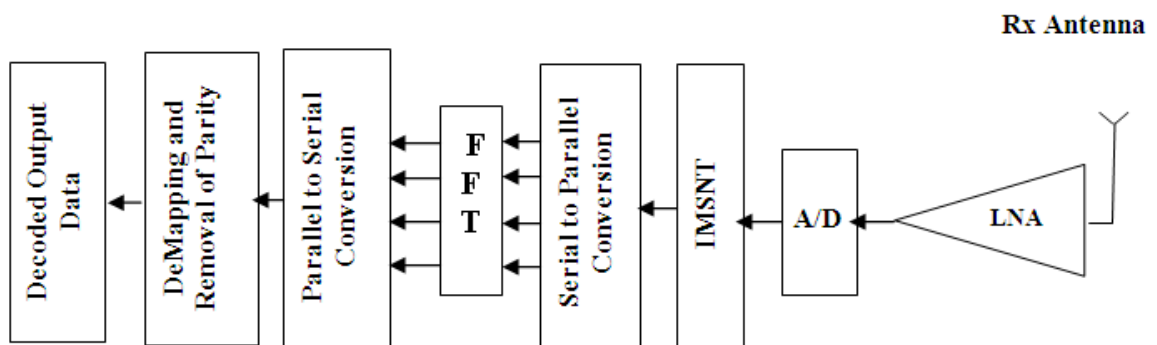 Rx Antenna
Decoded Output
Data
DeMapping and
Removal of Parity
Parallel to Serial
Conversion
F
F
T
Serial to Parallel
Conversion
IMSNT
A/D
LNA